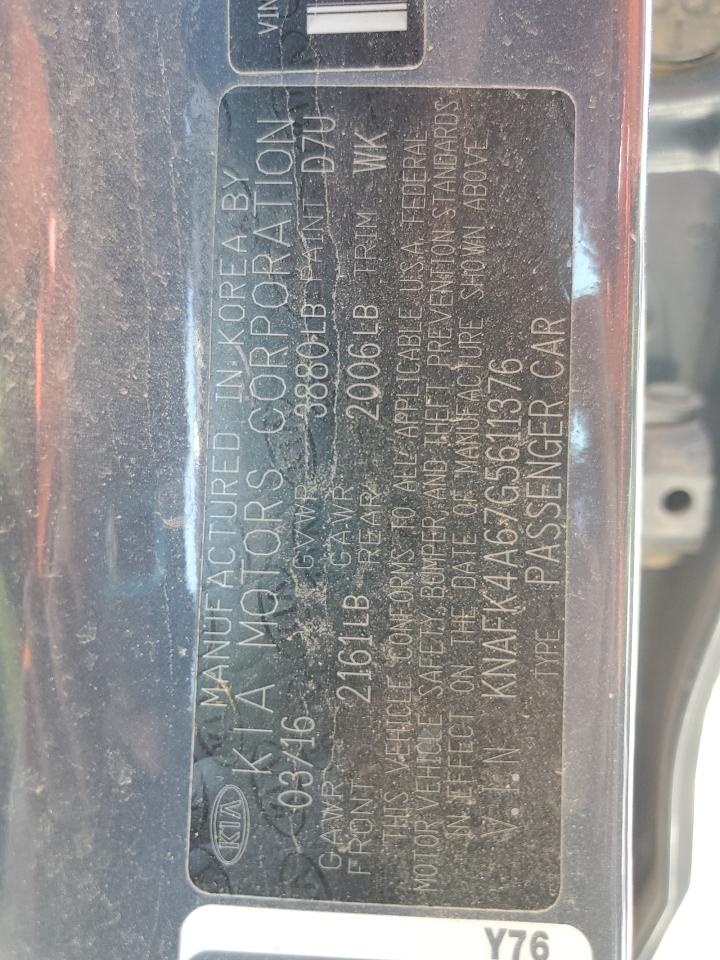 VIN
KIA
MANUFACTURED IN KOREA BY
KIA MOTORS CORPORATION
03/16 GVWR 3880LB PAINT D7U
GAWR GAWR
FRONT 2161LB REAR 2006LB TRIM WK
THIS VEHICLE CONFORMS TO ALL APPLICABLE U.S.A. FEDERAL
MOTOR VEHICLE SAFETY, BUMPER AND THEFT PREVENTION STANDARDS
IN EFFECT ON THE DATE OF MANUFACTURE SHOWN ABOVE
V.I.N KNAFK4A67G5611376
TYPE PASSENGER CAR
Y76